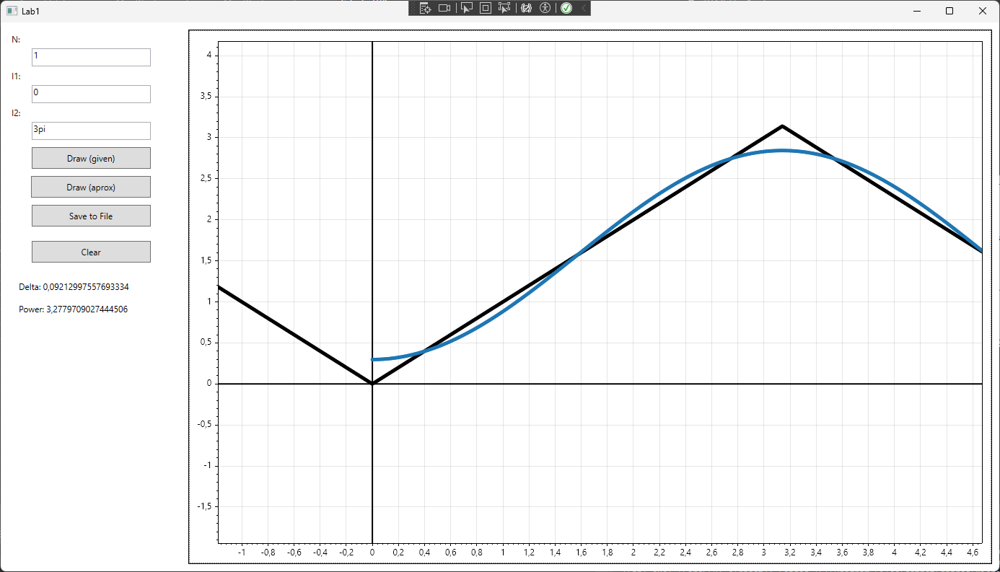 Lab1
N:
1
I1:
0
I2:
3pi
Draw (given)
Draw (aprox)
Save to File
Clear
Delta: 0,09212997557693334
Power: 3,2779709027444506
4
3,5
3
2,5
2
1,5
1
0,5
0
-0,5
-1
-1,5
-1 -0,8 -0,6 -0,4 -0,2 0 0,2 0,4 0,6 0,8 1 1,2 1,4 1,6 1,8 2 2,2 2,4 2,6 2,8 3 3,2 3,4 3,6 3,8 4 4,2 4,4 4,6